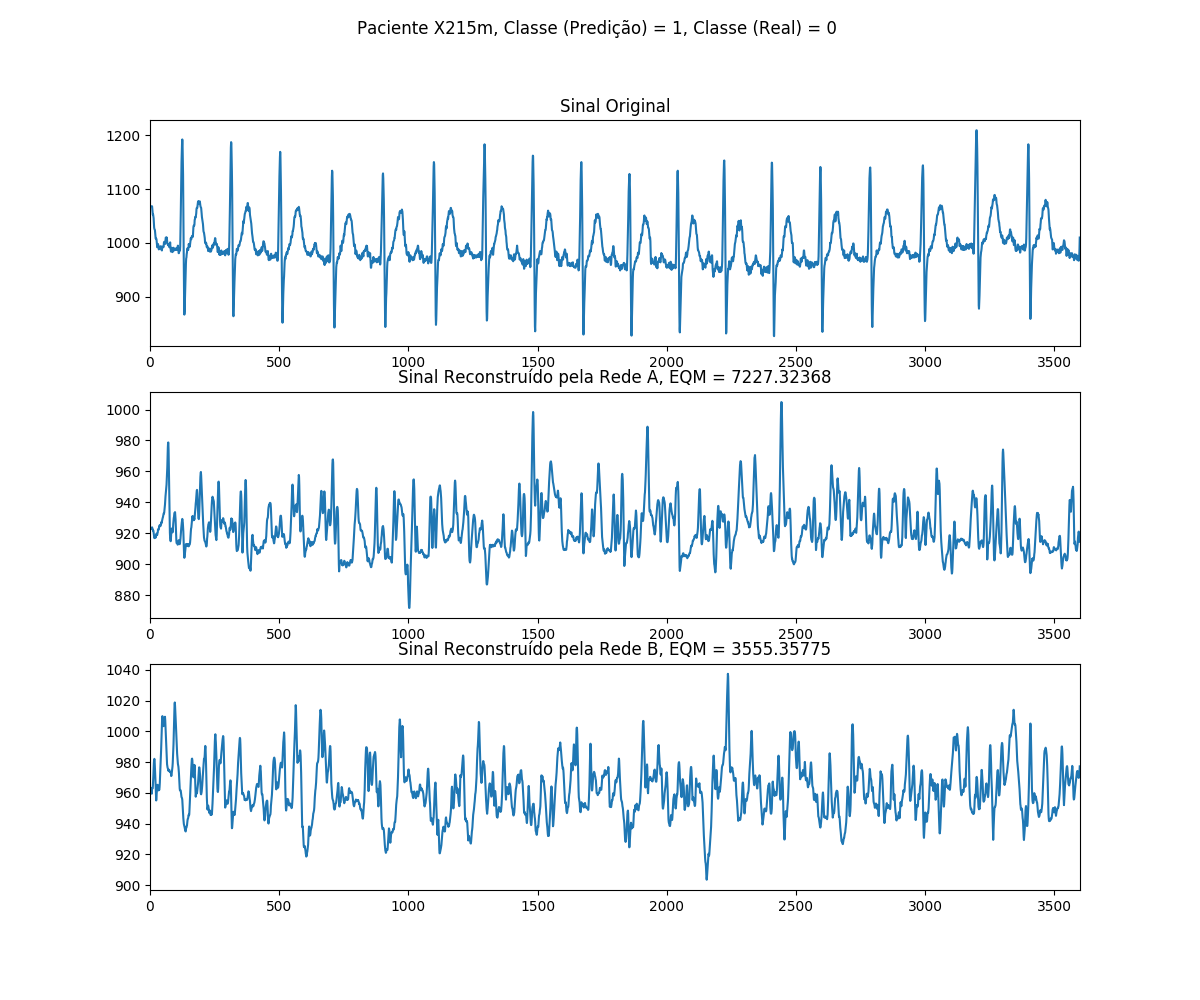 Paciente X215m, Classe (Predição) = 1, Classe (Real) = 0
Sinal Original
1200
1100
1000
900
0 500 1000 1500 2000 2500 3000 3500
Sinal Reconstruído pela Rede A, EQM = 7227.32368
1000
980
960
940
920
900
880
0 500 1000 1500 2000 2500 3000 3500
Sinal Reconstruído pela Rede B, EQM = 3555.35775
1040
1020
1000
980
960
940
920
900
0 500 1000 1500 2000 2500 3000 3500